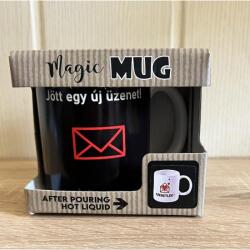 Magic MUG
Jött egy új üzenet!
AFTER POURING
HOT LIQUID